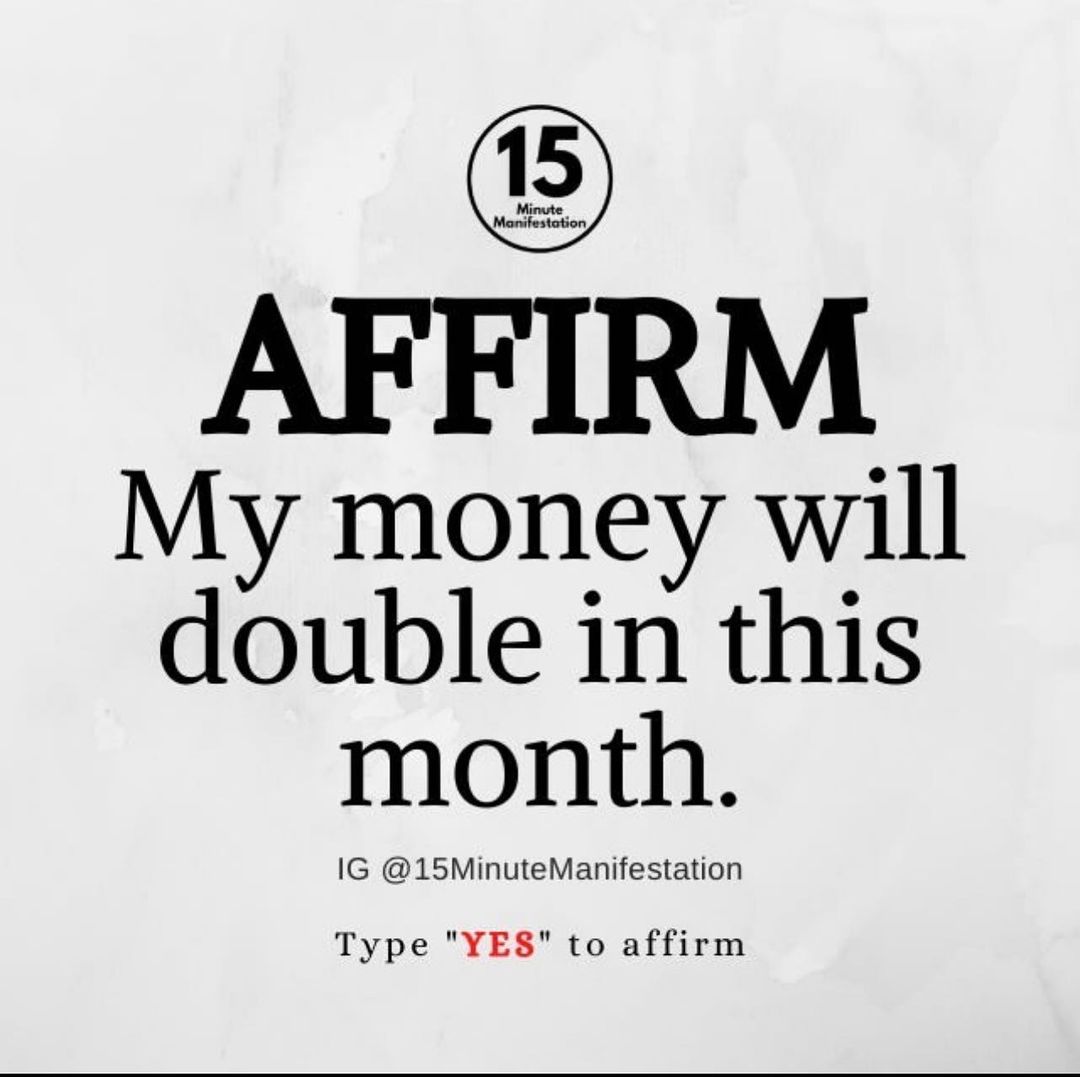 15
Minute
Manifestation
AFFIRM
My money will
double in this
month.
IG @15MinuteManifestation
Type "YES" to affirm